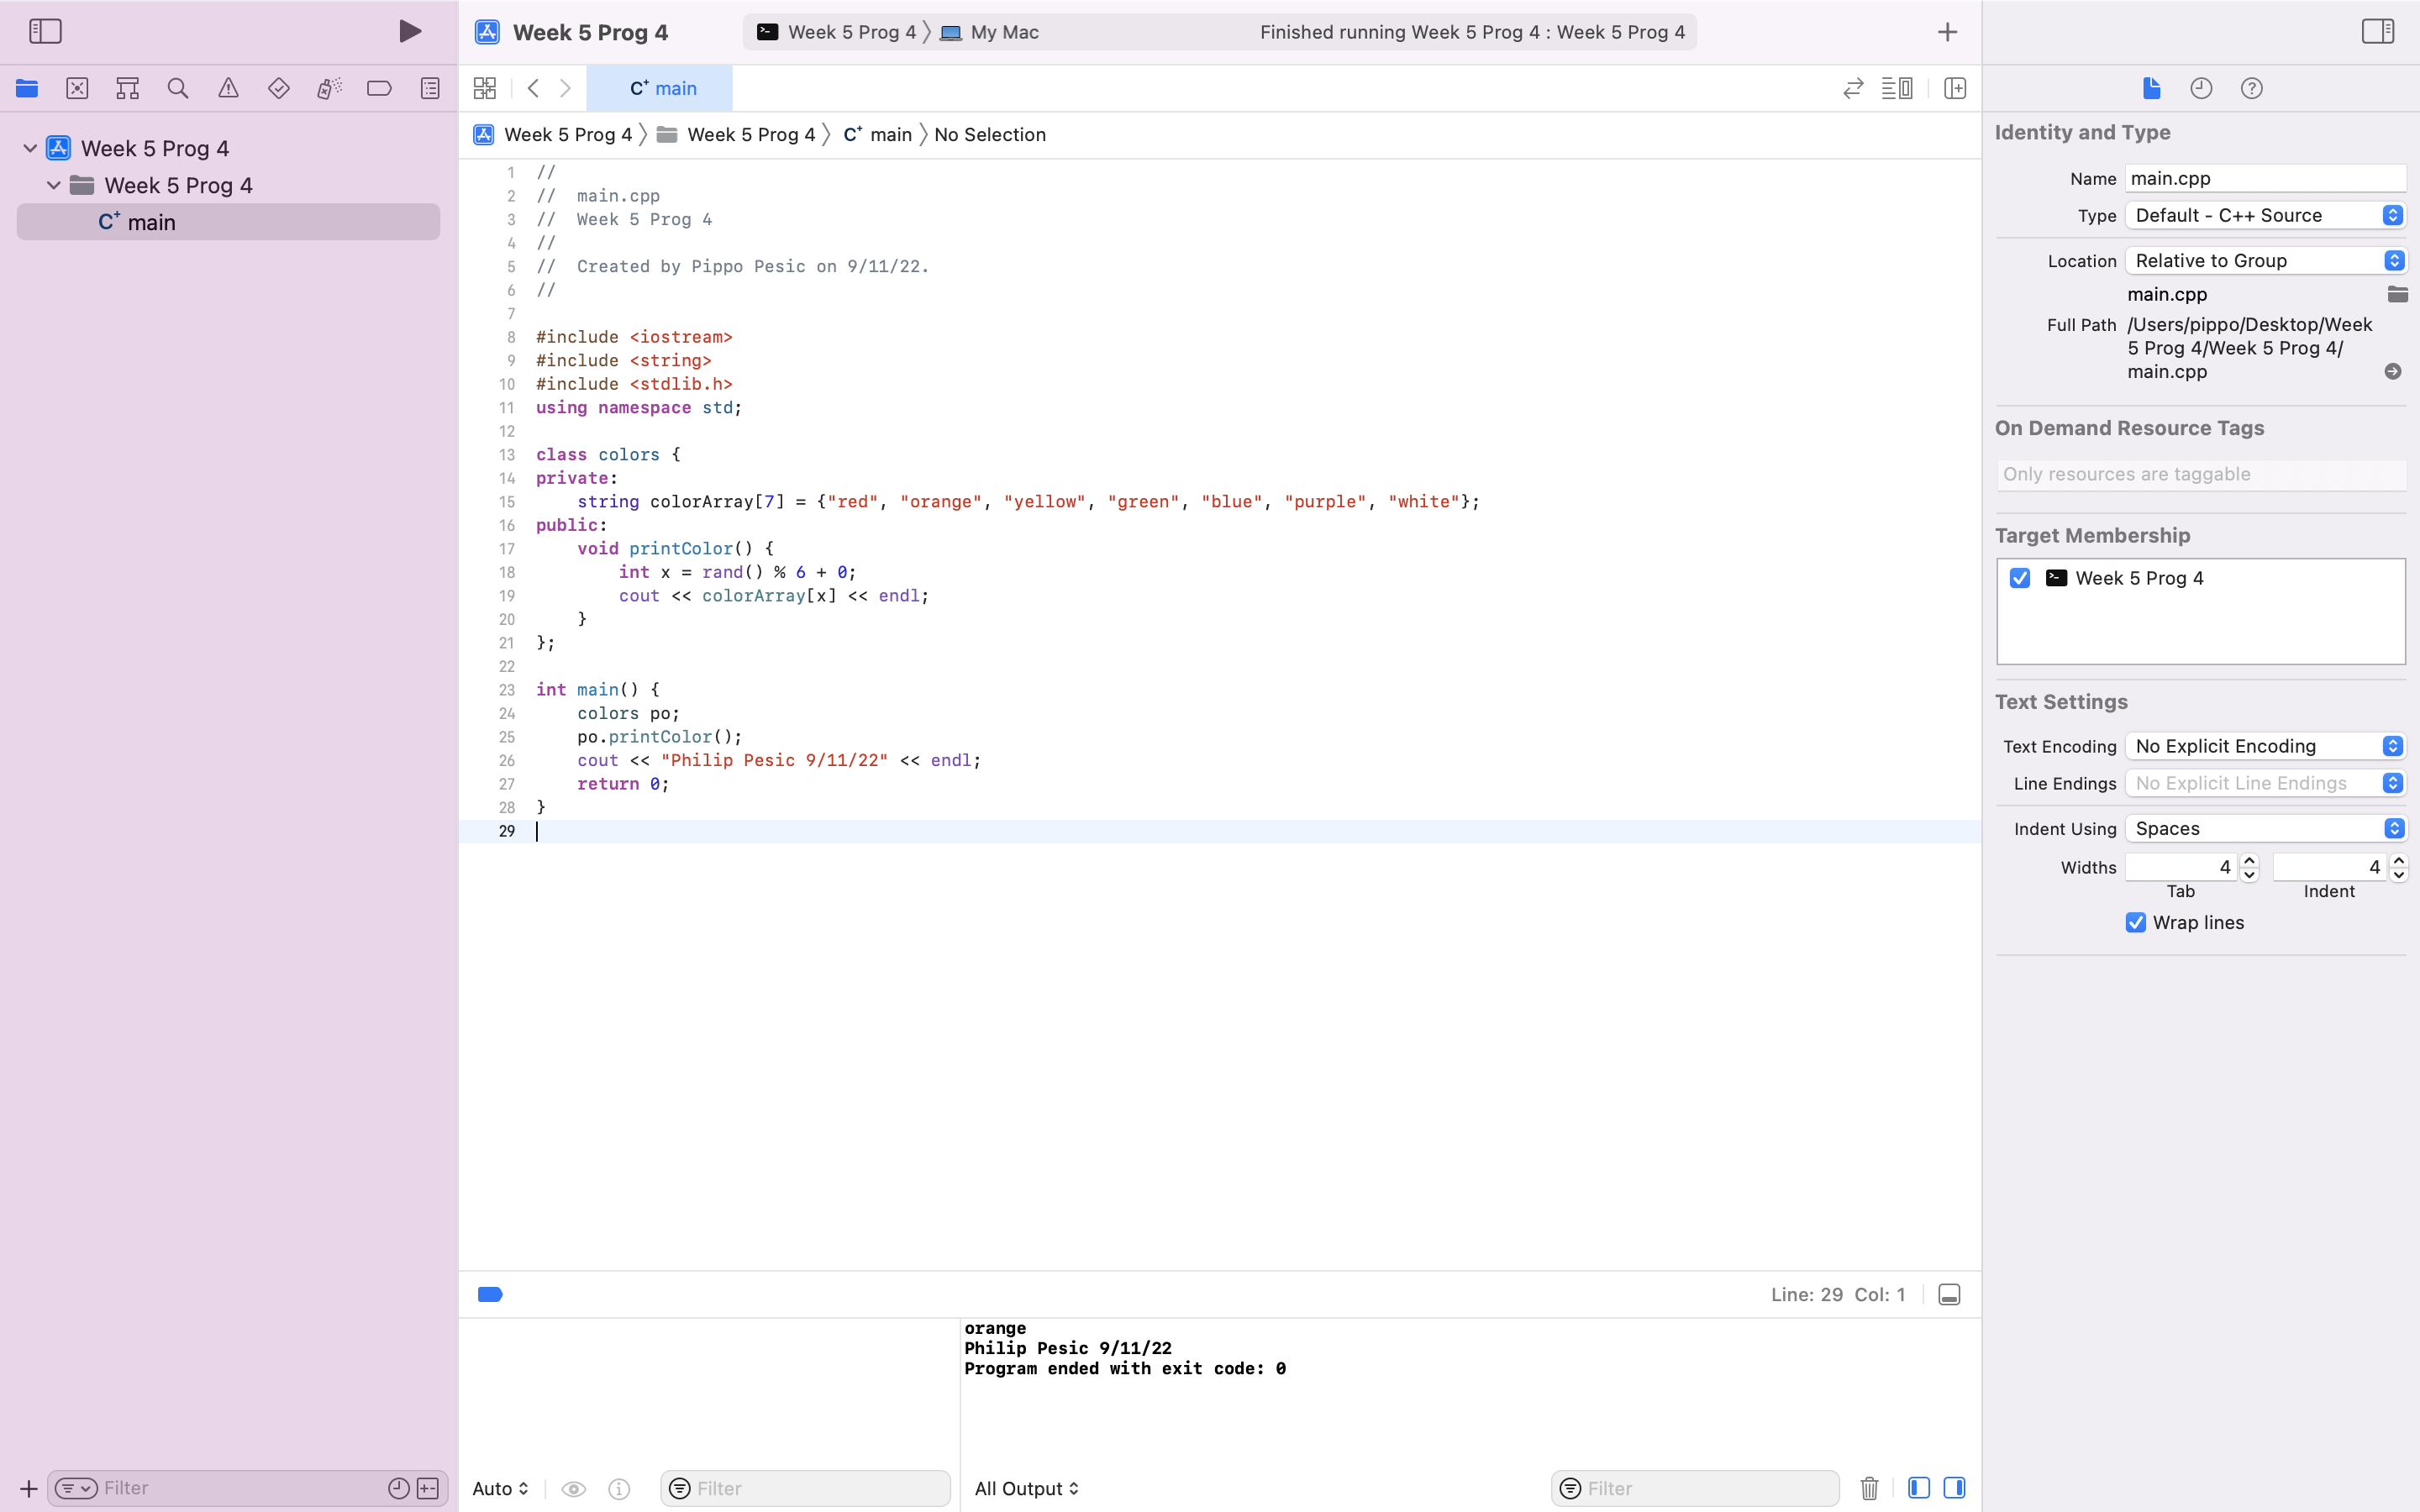 Week 5 Prog 4
Week 5 Prog 4 〉 My Mac
Finished running Week 5 Prog 4 : Week 5 Prog 4
C+ main
Week 5 Prog 4 〉 Week 5 Prog 4 〉 C+ main 〉 No Selection
Week 5 Prog 4
Week 5 Prog 4
C+ main
1 //
2 //  main.cpp
3 //  Week 5 Prog 4
4 //
5 //  Created by Pippo Pesic on 9/11/22.
6 //
7
8 #include <iostream>
9 #include <string>
10 #include <stdlib.h>
11 using namespace std;
12
13 class colors {
14 private:
15     string colorArray[7] = {"red", "orange", "yellow", "green", "blue", "purple", "white"};
16 public:
17     void printColor() {
18         int x = rand() % 6 + 0;
19         cout << colorArray[x] << endl;
20     }
21 };
22
23 int main() {
24     colors po;
25     po.printColor();
26     cout << "Philip Pesic 9/11/22" << endl;
27     return 0;
28 }
29
Line: 29 Col: 1
orange
Philip Pesic 9/11/22
Program ended with exit code: 0
Filter
Auto
Filter
All Output
Filter
Identity and Type
Name main.cpp
Type Default - C++ Source
Location Relative to Group
main.cpp
Full Path /Users/pippo/Desktop/Week
5 Prog 4/Week 5 Prog 4/
main.cpp
On Demand Resource Tags
Only resources are taggable
Target Membership
Week 5 Prog 4
Text Settings
Text Encoding No Explicit Encoding
Line Endings No Explicit Line Endings
Indent Using Spaces
Widths 4 4
Tab Indent
Wrap lines